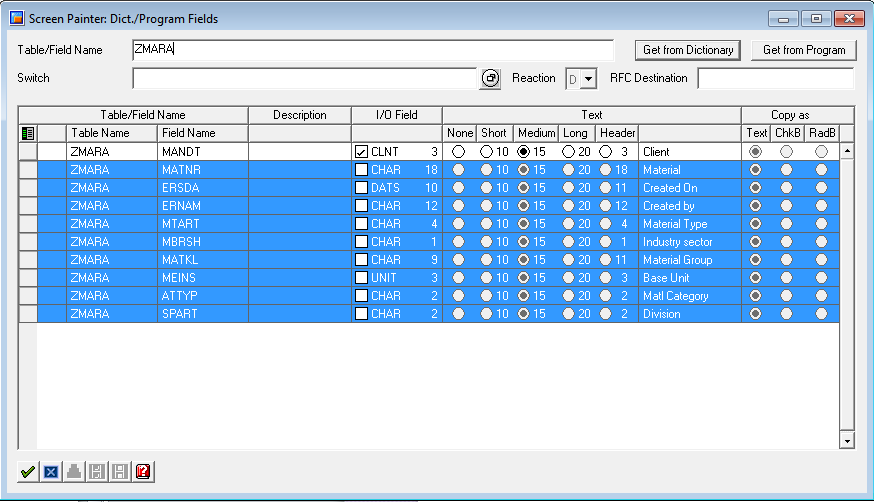 Screen Painter: Dict./Program Fields
Table/Field Name ZMARA Get from Dictionary Get from Program
Switch Reaction D RFC Destination
Table/Field Name Description I/O Field Text Copy as
Table Name Field Name None Short Medium Long Header Text ChkB RadB
ZMARA MANDT CLNT 3 10 15 20 3 Client
ZMARA MATNR CHAR 18 10 15 20 18 Material
ZMARA ERSDA DATS 10 10 15 20 11 Created On
ZMARA ERNAM CHAR 12 10 15 20 12 Created by
ZMARA MTART CHAR 4 10 15 20 4 Material Type
ZMARA MBRSH CHAR 1 10 15 20 1 Industry sector
ZMARA MATKL CHAR 9 10 15 20 11 Material Group
ZMARA MEINS UNIT 3 10 15 20 3 Base Unit
ZMARA ATTYP CHAR 2 10 15 20 2 Matl Category
ZMARA SPART CHAR 2 10 15 20 2 Division